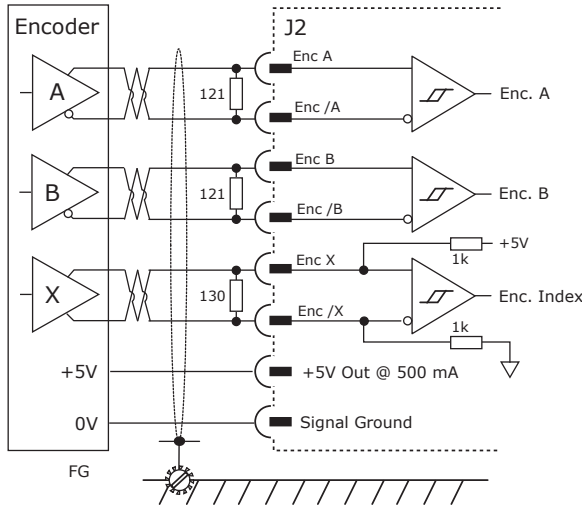 Encoder
J2
Enc A
A
121
Enc. A
Enc /A
Enc B
B
121
Enc. B
Enc /B
+5V
Enc X
1k
X
130
Enc. Index
Enc /X
1k
+5V
+5V Out @ 500 mA
0V
Signal Ground
FG